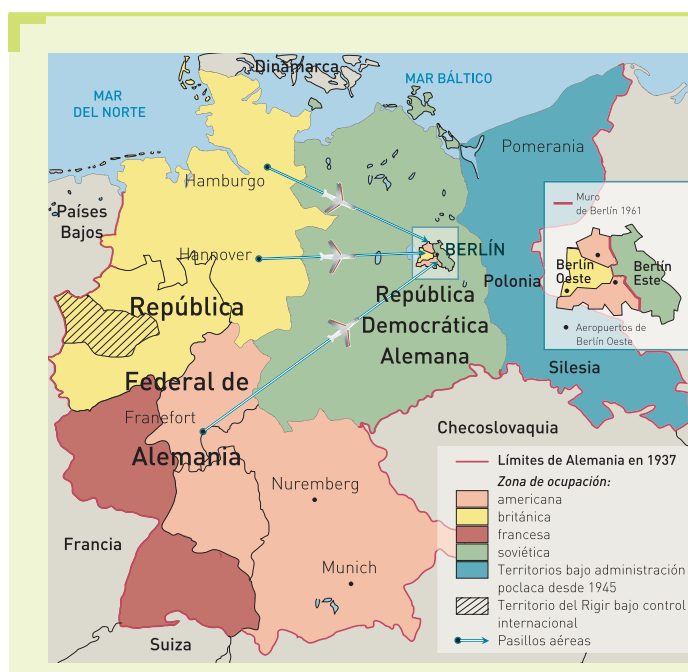 Dinamarca
MAR BÁLTICO
MAR
DEL NORTE
Pomerania
Hamburgo
Países
Bajos
Muro
de Berlín 1961
Hannover
BERLÍN
Berlín
Oeste
Berlín
Este
Polonia
República
República
Democrática
Alemana
Aeropuertos de
Berlín Oeste
Silesia
Federal de
Franefort
Alemania
Checoslovaquia
Límites de Alemania en 1937
Zona de ocupación:
americana
británica
francesa
soviética
Territorios bajo administración
poclaca desde 1945
Territorio del Rigir bajo control
internacional
Pasillos aéreas
Nuremberg
Francia
Munich
Suiza